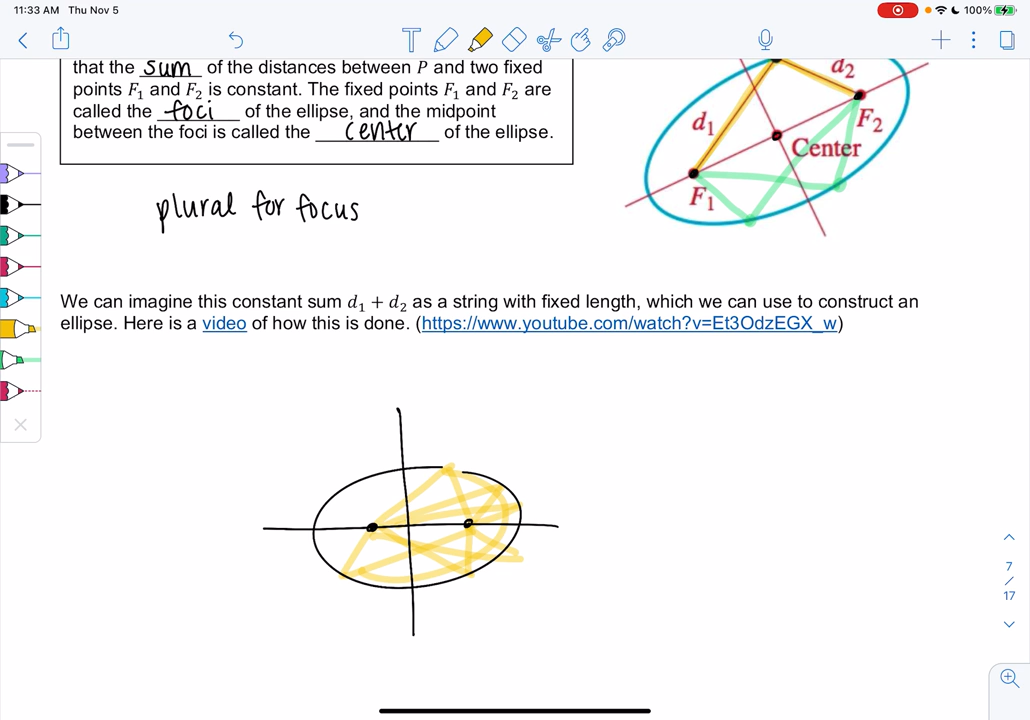 11:33 AM Thu Nov 5
100%
that the sum of the distances between P and two fixed
points F₁ and F₂ is constant. The fixed points F₁ and F₂ are
called the foci of the ellipse, and the midpoint
between the foci is called the center of the ellipse.
d₂
d₁
F₂
Center
F₁
plural for focus
We can imagine this constant sum d₁ + d₂ as a string with fixed length, which we can use to construct an
ellipse. Here is a video of how this is done. (https://www.youtube.com/watch?v=Et3OdzEGX_w)
7
/
17